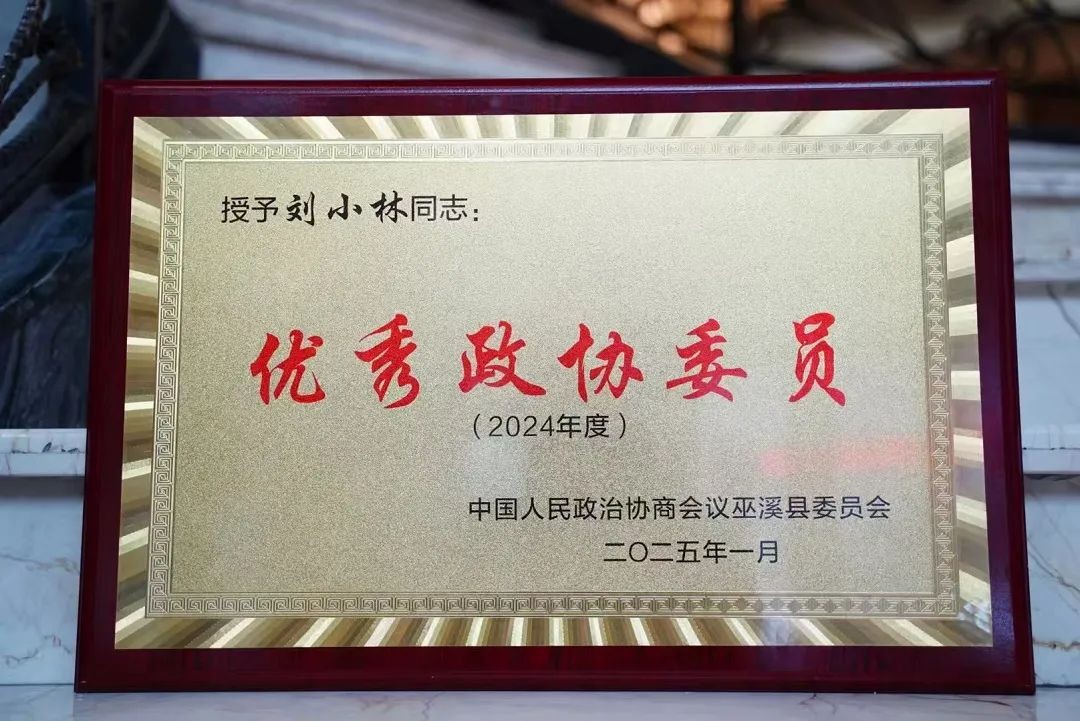 授予刘小林同志：
优秀政协委员
（2024年度）
中国人民政治协商会议巫溪县委员会
二〇二五年一月